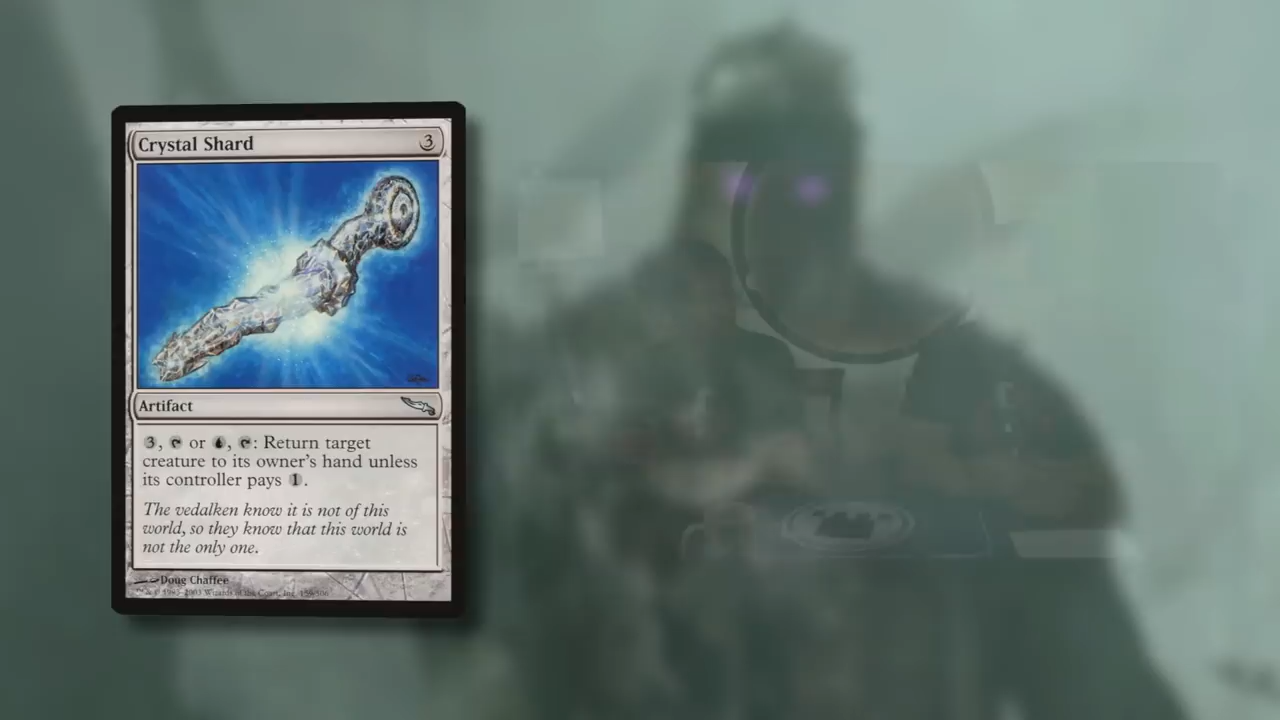 Crystal Shard 3
Artifact
3, or , : Return target
creature to its owner's hand unless
its controller pays 1.
The vedalken know it is not of this
world, so they know that this world is
not the only one.
Doug Chaffee